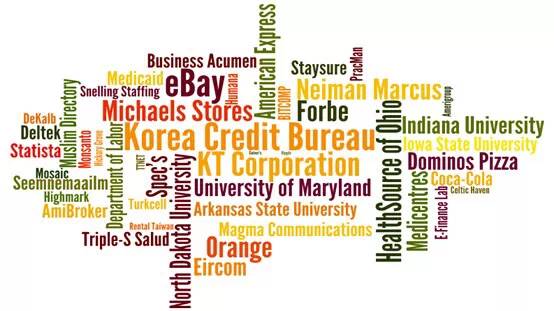 American Express
Business Acumen
Staysure
PracMan
Medicaid
eBay
Humana
Neiman Marcus
Snelling Staffing
BITCOMP
Amerigroup
Muslim Directory
Michaels Stores
Forbe
HealthSource of Ohio
DeKalb
Deltek
Department of Labor
Monsanto
Hickory Grove
Korea Credit Bureau
Indiana University
Statista
Iowa State University
TTNET
Spec's
KT Corporation
Dominos Pizza
Mosaic
Seemnemaailm
North Dakota University
University of Maryland
Medicentres
Coca-Cola
Highmark
Turkcell
E-Finance Lab
Celtic Haven
AmiBroker
Arkansas State University
Rental Taiwan
Magma Communications
Triple-S Salud
Orange
Eircom